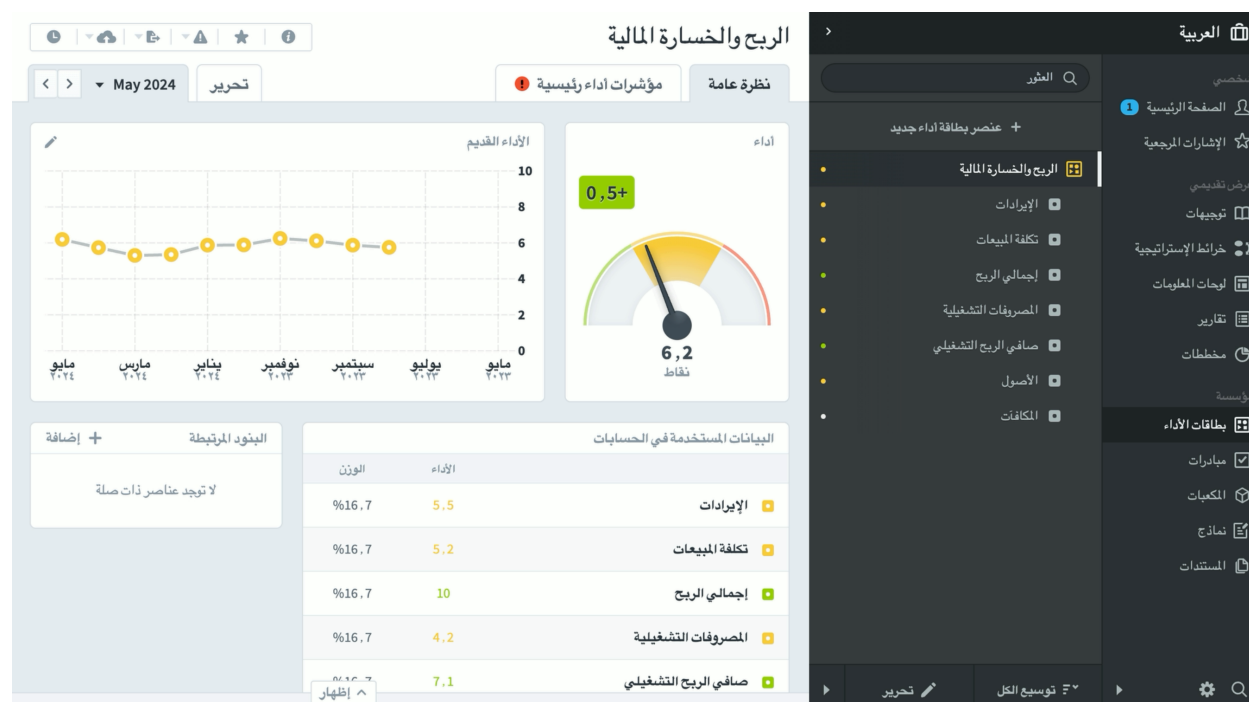 العربية
الصفحة الرئيسية 1
الإشارات المرجعية
توجيهات
خرائط الإستراتيجية
لوحات المعلومات
تقارير
مخططات
بطاقات الأداء
مبادرات
المكعبات
نماذج
المستندات
العثور
+ عنصر بطاقة أداء جديد
الربح والخسارة المالية
الإيرادات
تكلفة المبيعات
إجمالي الربح
المصروفات التشغيلية
صافي الربح التشغيلي
الأصول
المكافآت
توسيع الكل
تحرير
الربح والخسارة المالية
نظرة عامة
مؤشرات أداء رئيسية
تحرير
May 2024
أداء
+0,5
6,2
نقاط
الأداء القديم
10
8
6
4
2
0
مايو ٢٠٢٣
يوليو ٢٠٢٣
سبتمبر ٢٠٢٣
نوفمبر ٢٠٢٣
يناير ٢٠٢٤
مارس ٢٠٢٤
مايو ٢٠٢٤
البيانات المستخدمة في الحسابات
الأداء الوزن
الإيرادات 5.5 %16.7
تكلفة المبيعات 5.2 %16.7
إجمالي الربح 10 %16.7
المصروفات التشغيلية 4.2 %16.7
صافي الربح التشغيلي 7.1
إظهار
البنود المرتبطة
+ إضافة
لا توجد عناصر ذات صلة